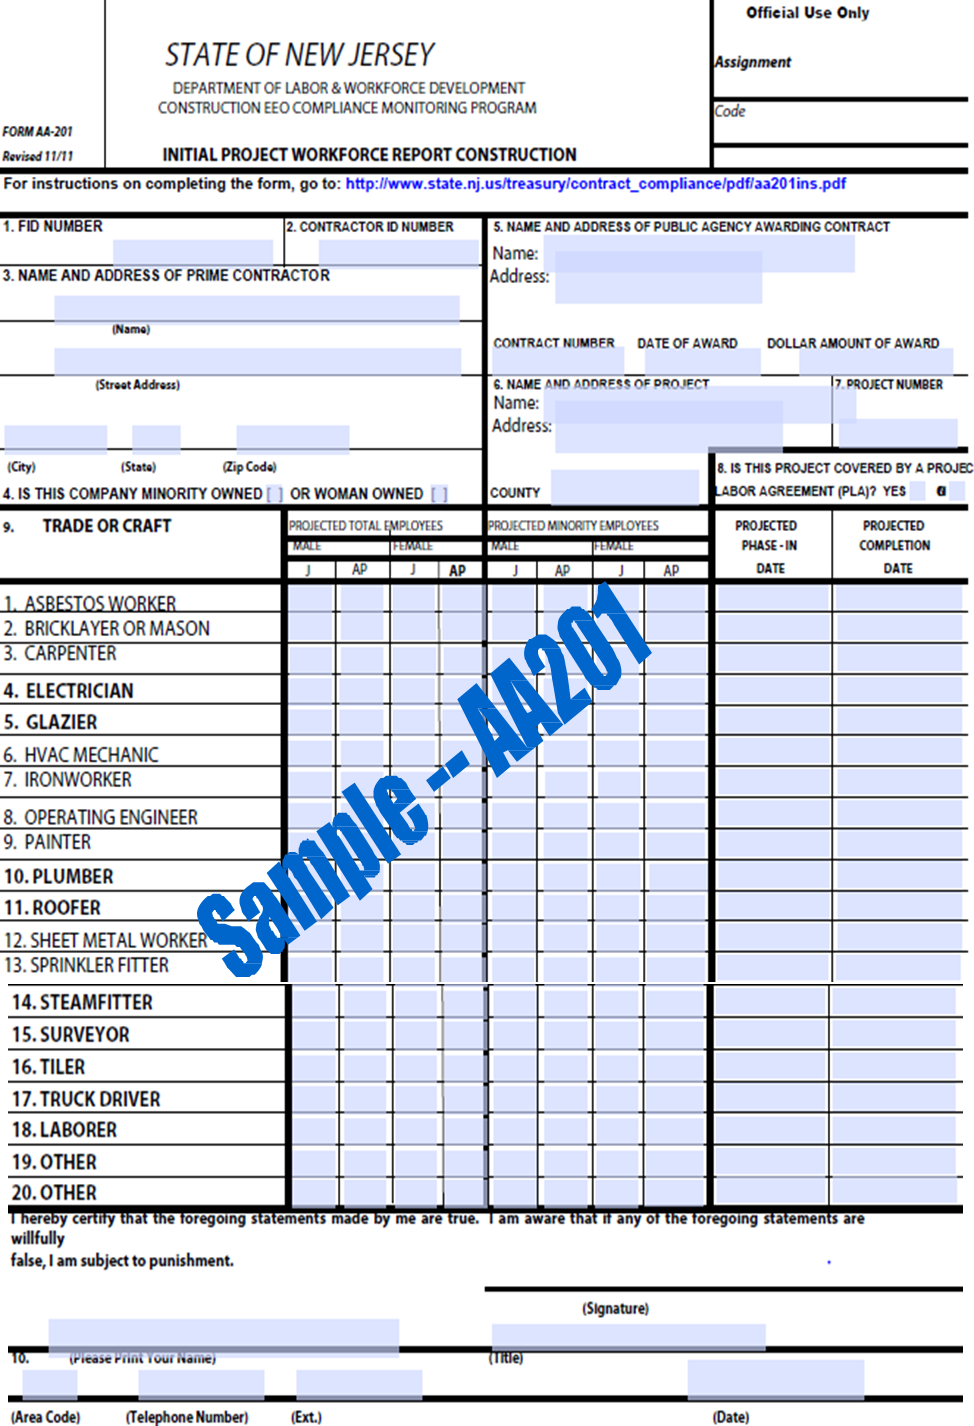 Official Use Only
STATE OF NEW JERSEY
Assignment
DEPARTMENT OF LABOR & WORKFORCE DEVELOPMENT
CONSTRUCTION EEO COMPLIANCE MONITORING PROGRAM
Code
FORM AA-201
Revised 11/11
INITIAL PROJECT WORKFORCE REPORT CONSTRUCTION
For instructions on completing the form, go to: http://www.state.nj.us/treasury/contract_compliance/pdf/aa201ins.pdf
1. FID NUMBER
2. CONTRACTOR ID NUMBER
5. NAME AND ADDRESS OF PUBLIC AGENCY AWARDING CONTRACT
Name:
Address:
3. NAME AND ADDRESS OF PRIME CONTRACTOR
(Name)
CONTRACT NUMBER DATE OF AWARD DOLLAR AMOUNT OF AWARD
(Street Address)
6. NAME AND ADDRESS OF PROJECT
7. PROJECT NUMBER
Name:
Address:
(City) (State) (Zip Code)
8. IS THIS PROJECT COVERED BY A PROJEC
4. IS THIS COMPANY MINORITY OWNED [ ] OR WOMAN OWNED [ ]
COUNTY
LABOR AGREEMENT (PLA)? YES
9. TRADE OR CRAFT
PROJECTED TOTAL EMPLOYEES
PROJECTED MINORITY EMPLOYEES
PROJECTED PHASE - IN DATE
PROJECTED COMPLETION DATE
MALE FEMALE MALE FEMALE
J AP J AP J AP J AP
1. ASBESTOS WORKER
2. BRICKLAYER OR MASON
3. CARPENTER
4. ELECTRICIAN
5. GLAZIER
6. HVAC MECHANIC
7. IRONWORKER
8. OPERATING ENGINEER
9. PAINTER
10. PLUMBER
11. ROOFER
12. SHEET METAL WORKER
13. SPRINKLER FITTER
14. STEAMFITTER
15. SURVEYOR
16. TILER
17. TRUCK DRIVER
18. LABORER
19. OTHER
20. OTHER
Sample -- AA201
I hereby certify that the foregoing statements made by me are true. I am aware that if any of the foregoing statements are
willfully
false, I am subject to punishment.
(Signature)
10. (Please Print Your Name) (Title)
(Area Code) (Telephone Number) (Ext.) (Date)